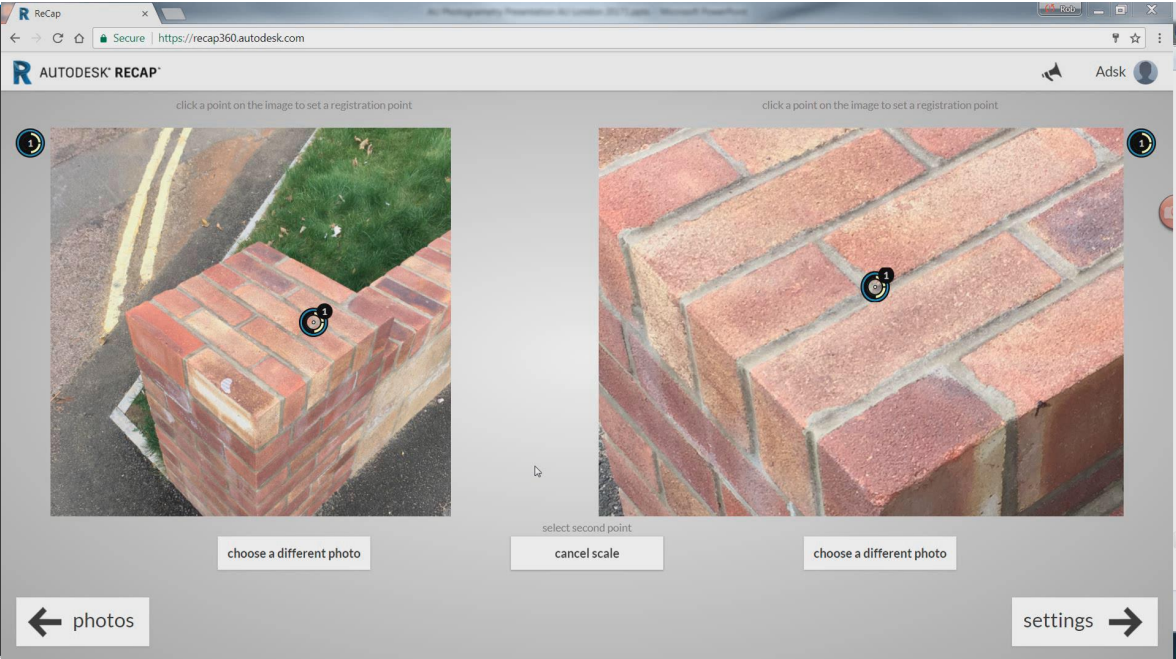 ReCap
Rob
Secure | https://recap360.autodesk.com
AUTODESK® RECAP™
Adsk
click a point on the image to set a registration point
click a point on the image to set a registration point
1
1
1
1
select second point
choose a different photo
cancel scale
choose a different photo
photos
settings